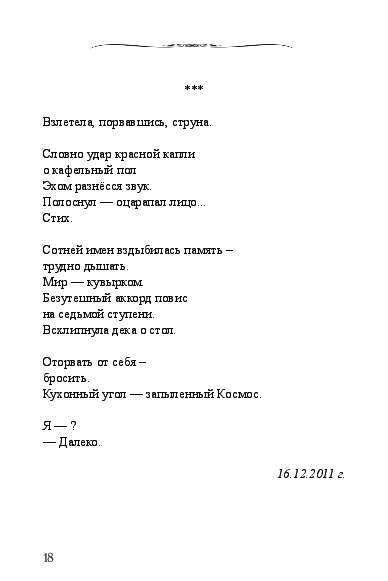 ***
Взлетела, порвавшись, струна.
Словно удар красной капли
о кафельный пол
Эхом разнёсся звук.
Полоснул — оцарапал лицо...
Стих.
Сотней имен вздыбилась память –
трудно дышать.
Мир — кувырком.
Безутешный аккорд повис
на седьмой ступени.
Всхлипнула дека о стол.
Оторвать от себя –
бросить.
Кухонный угол — запыленный Космос.
Я — ?
— Далеко.
16.12.2011 г.
18